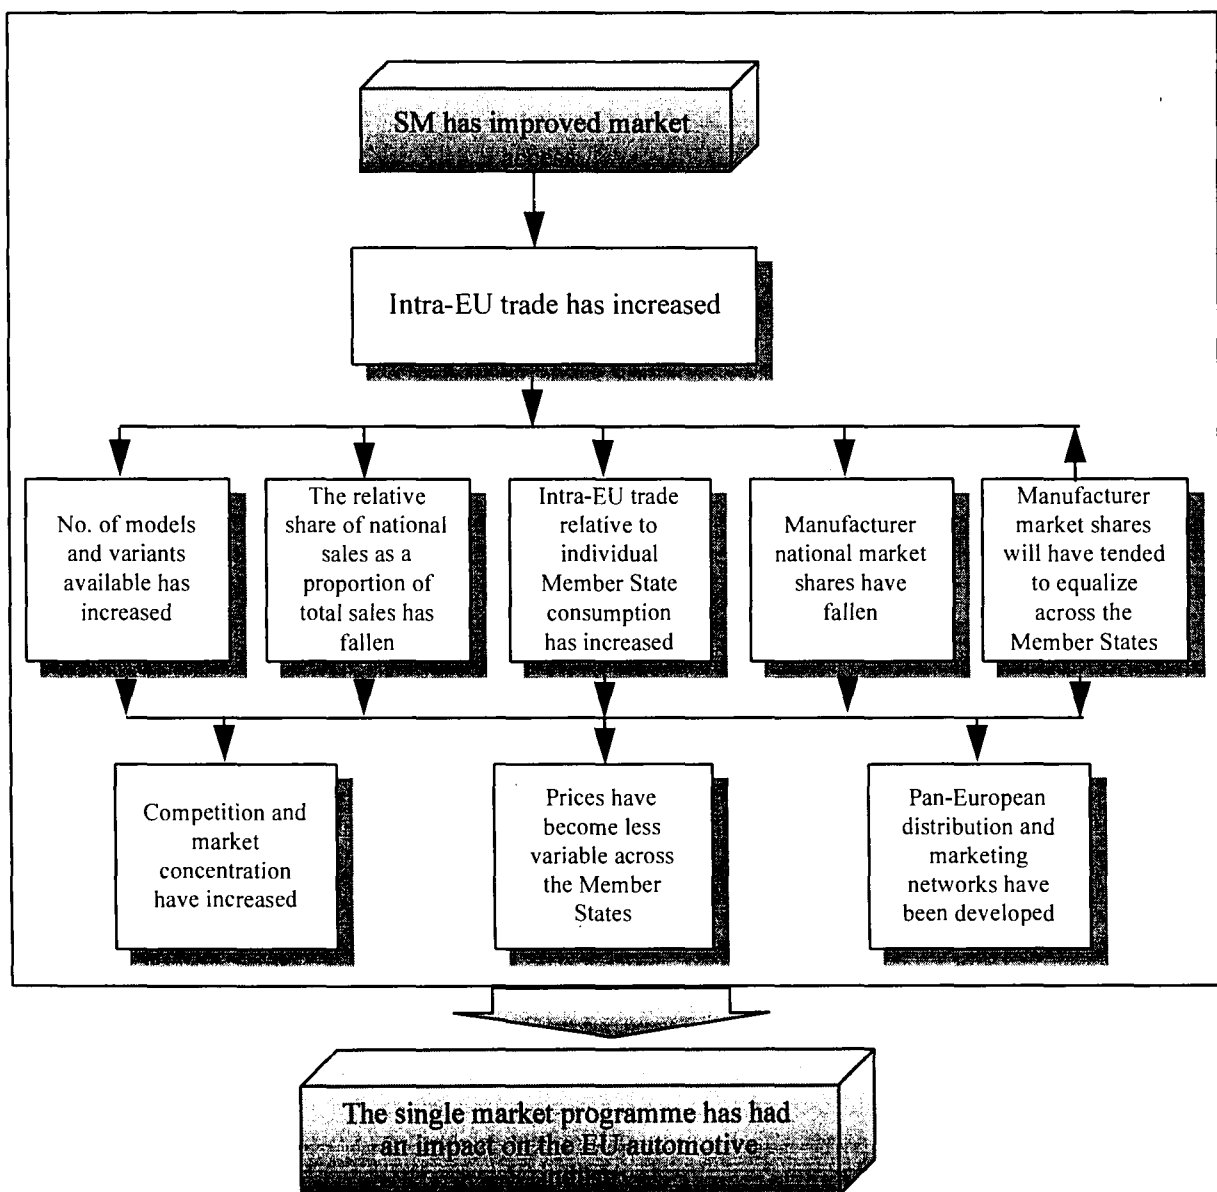 SM has improved market
access
Intra-EU trade has increased
No. of models
and variants
available has
increased
The relative
share of national
sales as a
proportion of
total sales has
fallen
Intra-EU trade
relative to
individual
Member State
consumption
has increased
Manufacturer
national market
shares have
fallen
Manufacturer
market shares
will have tended
to equalize
across the
Member States
Competition and
market
concentration
have increased
Prices have
become less
variable across
the Member
States
Pan-European
distribution and
marketing
networks have
been developed
The single market programme has had
an impact on the EU automotive